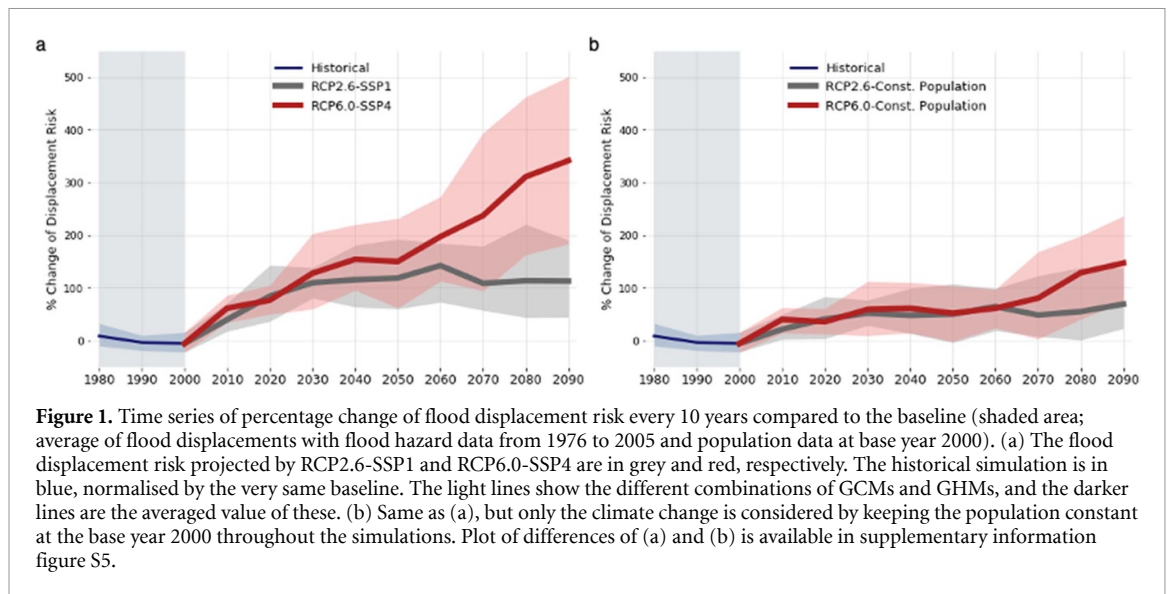 a
b
Historical
RCP2.6-SSP1
RCP6.0-SSP4
% Change of Displacement Risk
500
400
300
200
100
0
1980 1990 2000 2010 2020 2030 2040 2050 2060 2070 2080 2090
Historical
RCP2.6-Const. Population
RCP6.0-Const. Population
% Change of Displacement Risk
500
400
300
200
100
0
1980 1990 2000 2010 2020 2030 2040 2050 2060 2070 2080 2090
Figure 1. Time series of percentage change of flood displacement risk every 10 years compared to the baseline (shaded area;
average of flood displacements with flood hazard data from 1976 to 2005 and population data at base year 2000). (a) The flood
displacement risk projected by RCP2.6-SSP1 and RCP6.0-SSP4 are in grey and red, respectively. The historical simulation is in
blue, normalised by the very same baseline. The light lines show the different combinations of GCMs and GHMs, and the darker
lines are the averaged value of these. (b) Same as (a), but only the climate change is considered by keeping the population constant
at the base year 2000 throughout the simulations. Plot of differences of (a) and (b) is available in supplementary information
figure S5.